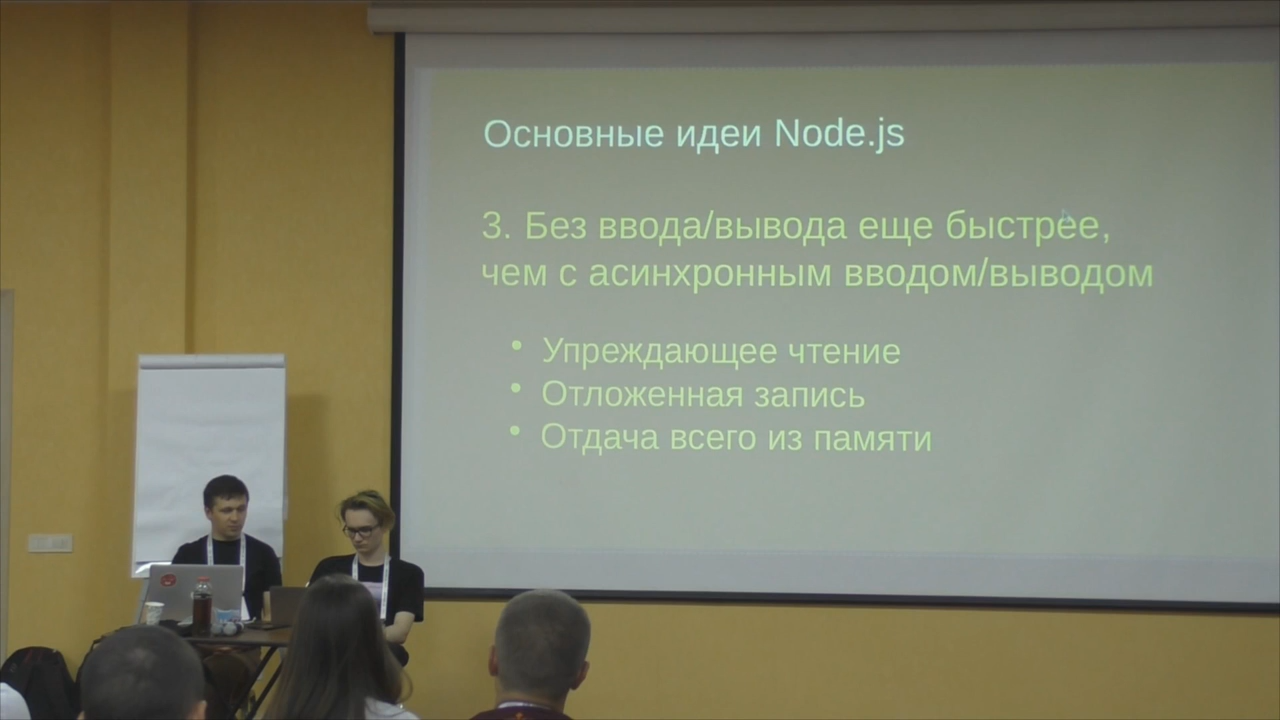 Основные идеи Node.js
3. Без ввода/вывода еще быстрее,
чем с асинхронным вводом/выводом
• Упреждающее чтение
• Отложенная запись
• Отдача всего из памяти